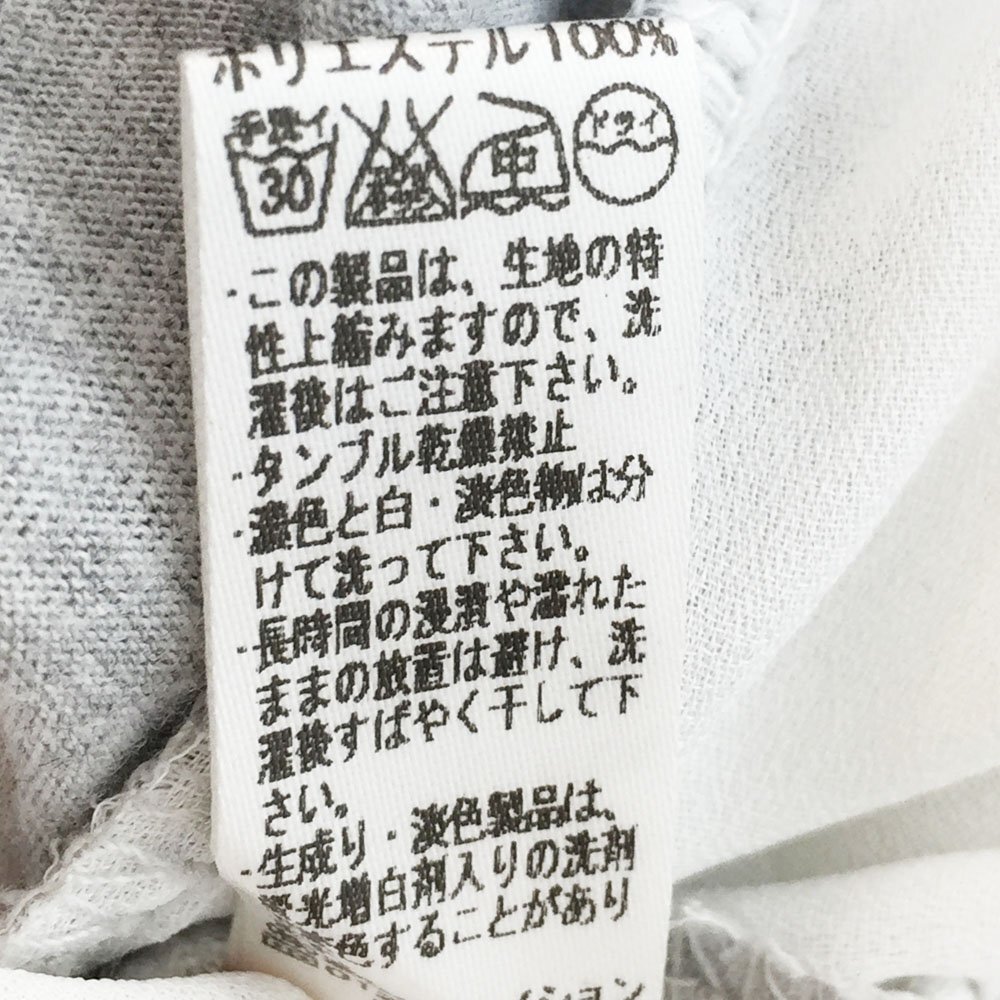 ポリエステル100%
手洗イ 30 中 ドライ
・この製品は、生地の特
性上縮みますので、洗
濯後はご注意下さい。
・タンブル乾燥禁止
・濃色と白・淡色物は分
けて洗って下さい。
・長時間の浸漬や濡れた
ままの放置は避け、洗
濯後すばやく干して下
さい。
・生成り・淡色製品は、
蛍光増白剤入りの洗剤
色することがあり
ション